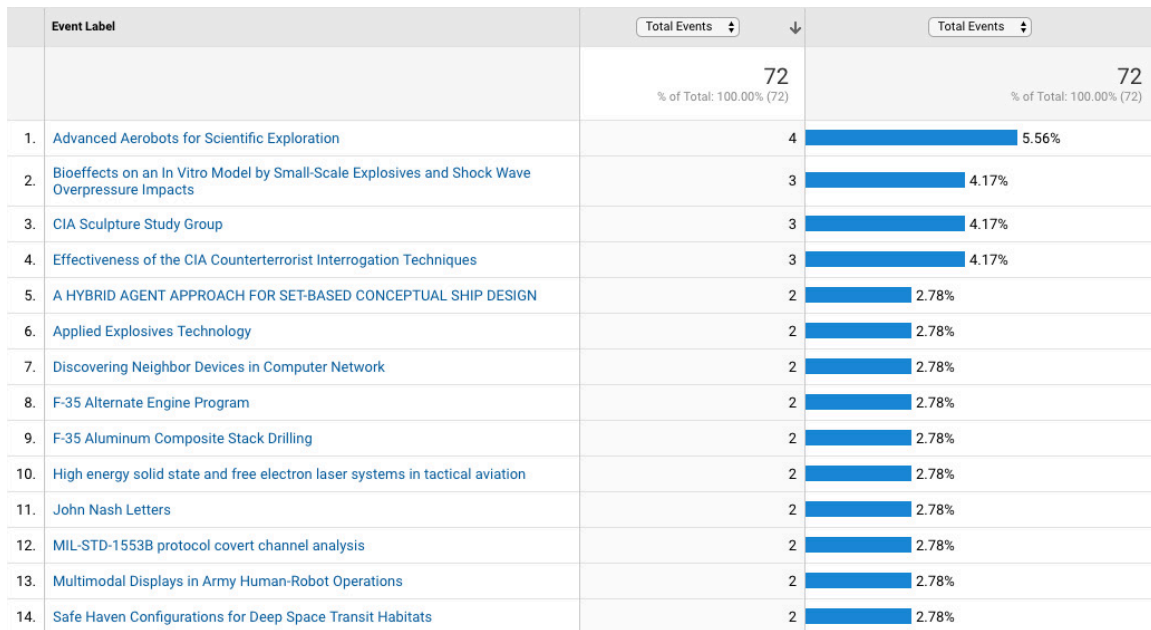 Event Label Total Events Total Events
72 72
% of Total: 100.00% (72) % of Total: 100.00% (72)
1. Advanced Aerobots for Scientific Exploration 4 5.56%
2. Bioeffects on an In Vitro Model by Small-Scale Explosives and Shock Wave
Overpressure Impacts 3 4.17%
3. CIA Sculpture Study Group 3 4.17%
4. Effectiveness of the CIA Counterterrorist Interrogation Techniques 3 4.17%
5. A HYBRID AGENT APPROACH FOR SET-BASED CONCEPTUAL SHIP DESIGN 2 2.78%
6. Applied Explosives Technology 2 2.78%
7. Discovering Neighbor Devices in Computer Network 2 2.78%
8. F-35 Alternate Engine Program 2 2.78%
9. F-35 Aluminum Composite Stack Drilling 2 2.78%
10. High energy solid state and free electron laser systems in tactical aviation 2 2.78%
11. John Nash Letters 2 2.78%
12. MIL-STD-1553B protocol covert channel analysis 2 2.78%
13. Multimodal Displays in Army Human-Robot Operations 2 2.78%
14. Safe Haven Configurations for Deep Space Transit Habitats 2 2.78%